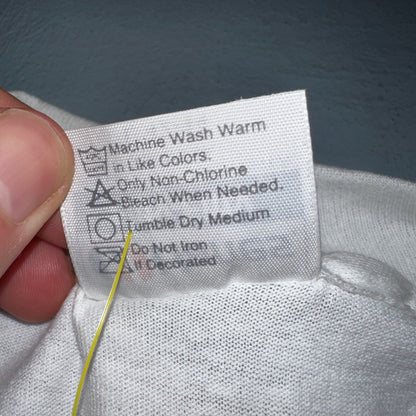 Machine Wash Warm
in Like Colors.
Only Non-Chlorine
Bleach When Needed.
Tumble Dry Medium
Do Not Iron
If Decorated